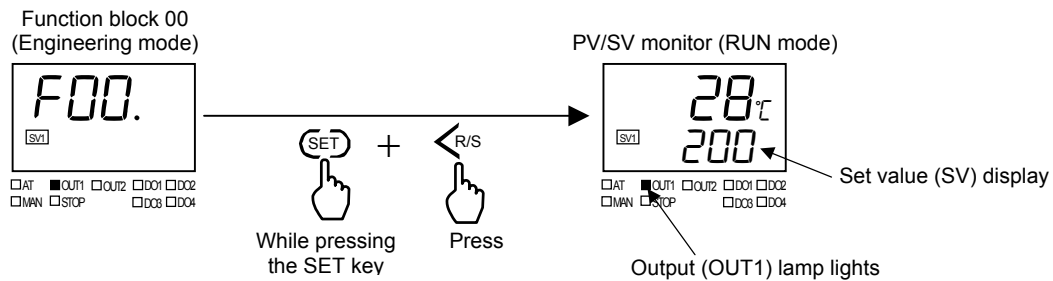 Function block 00
(Engineering mode)
F00.
SV1
AT OUT1 OUT2 DO1 DO2
MAN STOP DO3 DO4
SET + R/S
While pressing
the SET key
Press
PV/SV monitor (RUN mode)
28 °C
SV1 200
Set value (SV) display
AT OUT1 OUT2 DO1 DO2
MAN STOP DO3 DO4
Output (OUT1) lamp lights